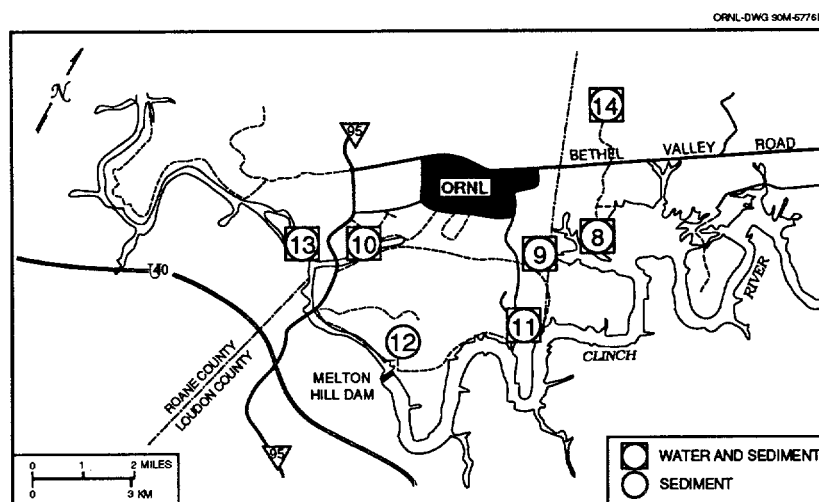 ORNL-DWG 90M-6776
N
95
14
BETHEL VALLEY ROAD
ORNL
13
10
9
8
RIVER
I-40
11
12
CLINCH
ROANE COUNTY
LOUDON COUNTY
MELTON
HILL DAM
95
0 1 2 MILES
0 3 KM
WATER AND SEDIMENT
SEDIMENT